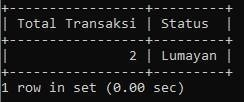 +-----------------+---------+
| Total Transaksi | Status  |
+-----------------+---------+
|               2 | Lumayan |
+-----------------+---------+
1 row in set (0.00 sec)